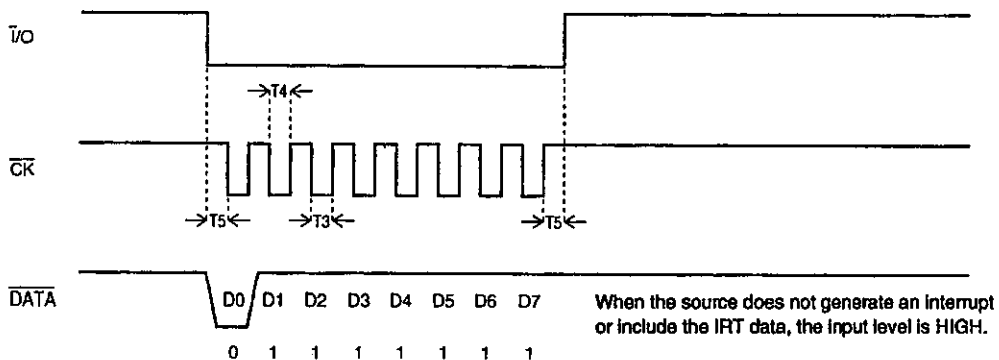 I/O
T4
CK
T5
T3
T5
DATA
D0 D1 D2 D3 D4 D5 D6 D7
0 1 1 1 1 1 1 1
When the source does not generate an interrupt
or include the IRT data, the input level is HIGH.